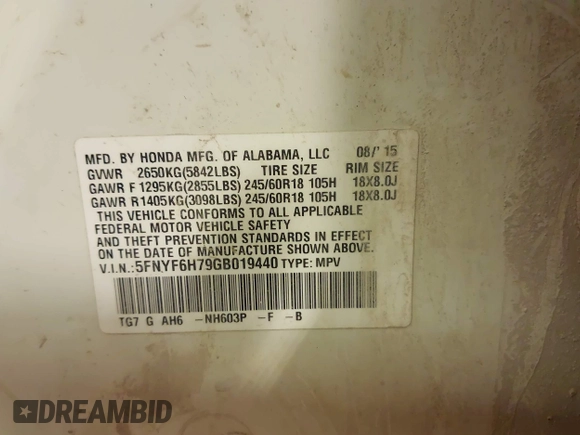 MFD. BY HONDA MFG. OF ALABAMA, LLC 08/'15
GVWR 2650KG(5842LBS) TIRE SIZE RIM SIZE
GAWR F 1295KG(2855LBS) 245/60R18 105H 18X8.0J
GAWR R 1405KG(3098LBS) 245/60R18 105H 18X8.0J
THIS VEHICLE CONFORMS TO ALL APPLICABLE
FEDERAL MOTOR VEHICLE SAFETY
AND THEFT PREVENTION STANDARDS IN EFFECT
ON THE DATE OF MANUFACTURE SHOWN ABOVE.
V.I.N.:5FNYF6H79GB019440 TYPE: MPV
TG7 G AH6 -NH603P -F -B
DREAMBID